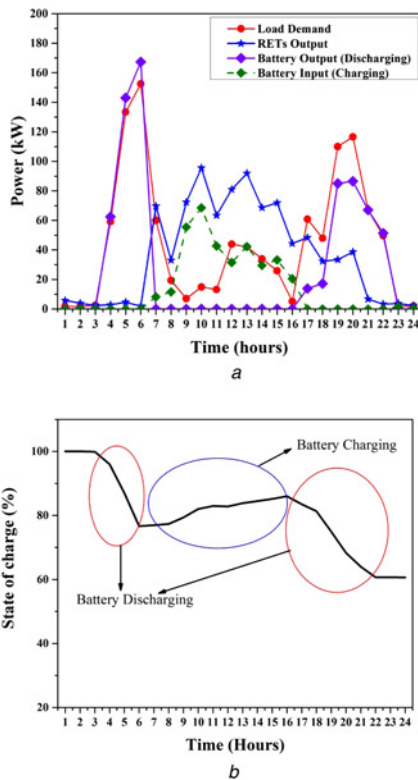 200
180
160
140
120
100
80
60
40
20
0
Power (kW)
Load Demand
RETs Output
Battery Output (Discharging)
Battery Input (Charging)
1 2 3 4 5 6 7 8 9 10 11 12 13 14 15 16 17 18 19 20 21 22 23 24
Time (hours)
a
100
80
60
40
20
State of charge (%)
Battery Charging
Battery Discharging
1 2 3 4 5 6 7 8 9 10 11 12 13 14 15 16 17 18 19 20 21 22 23 24
Time (Hours)
b